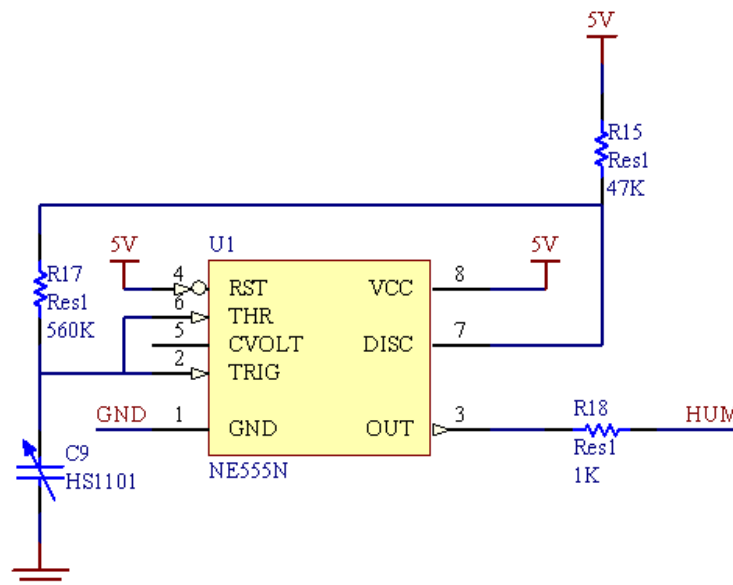 5V
R15
Res1
47K
U1
5V
5V
R17
Res1
560K
4
RST
VCC
8
6
THR
5
CVOLT
DISC
7
2
TRIG
GND
1
GND
OUT
3
R18
Res1
1K
HUM
C9
HS1101
NE555N